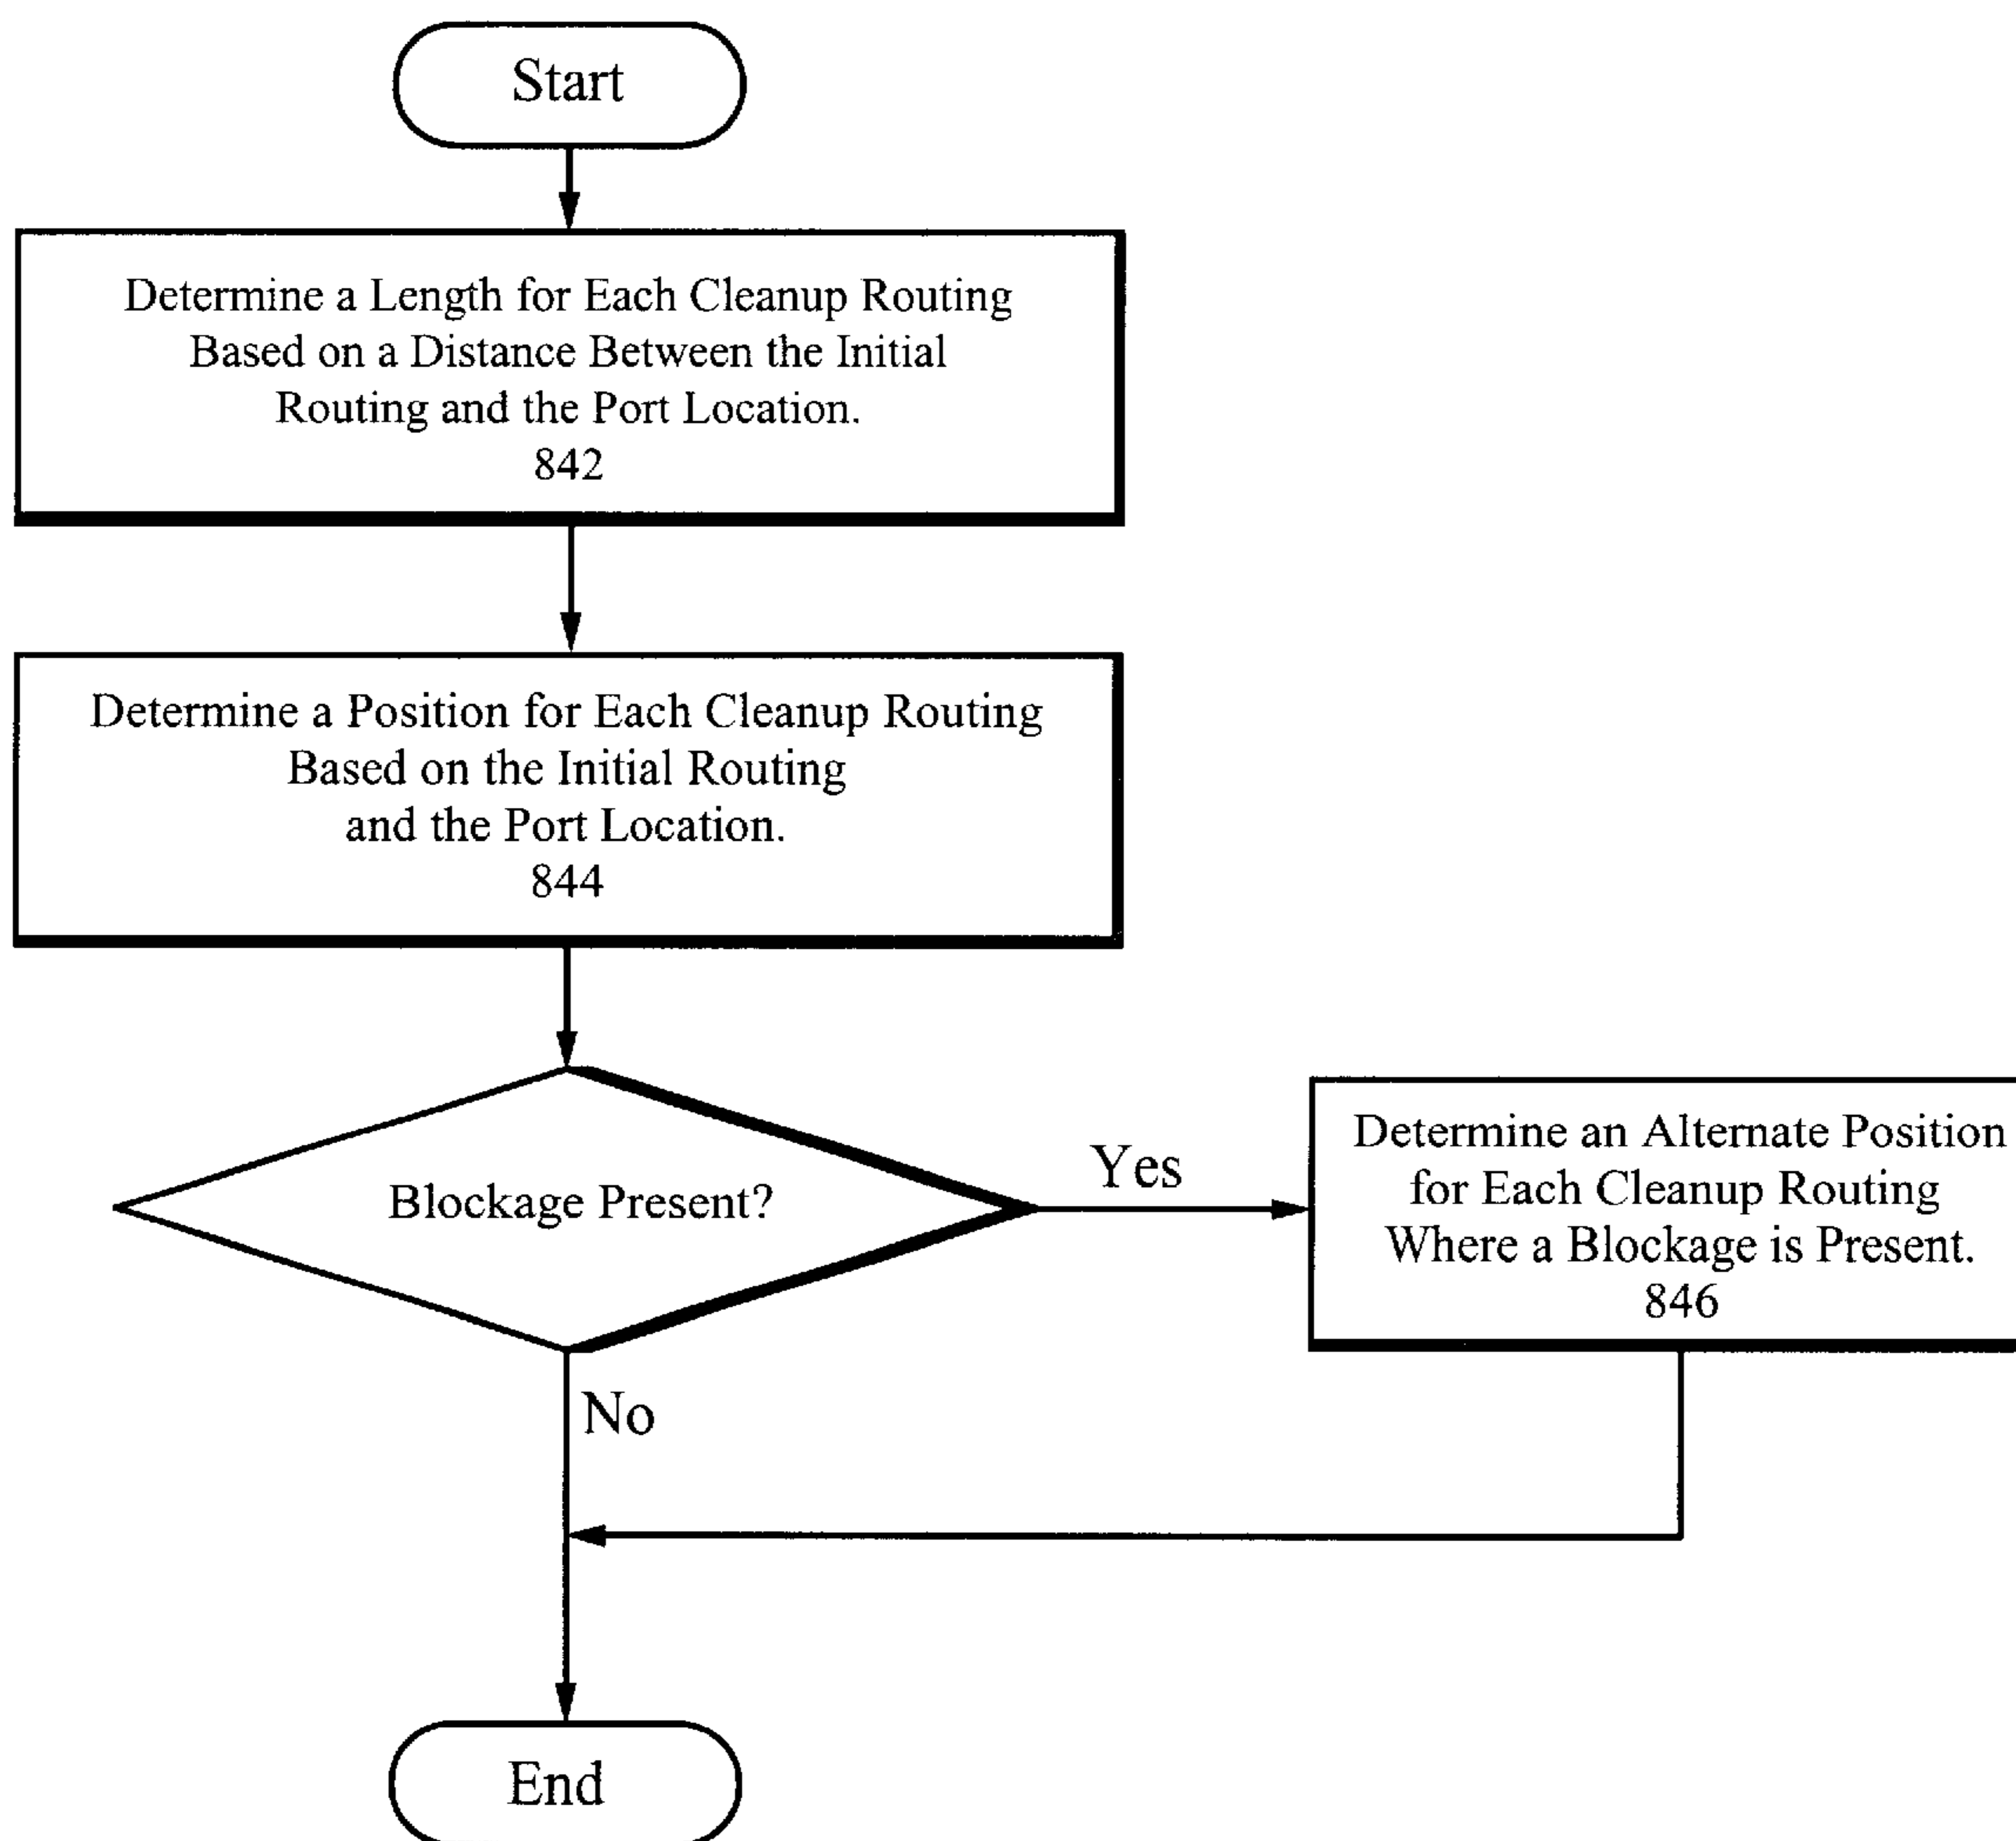 Start
Determine a Length for Each Cleanup Routing
Based on a Distance Between the Initial
Routing and the Port Location.
842
Determine a Position for Each Cleanup Routing
Based on the Initial Routing
and the Port Location.
844
Blockage Present?
Yes
Determine an Alternate Position
for Each Cleanup Routing
Where a Blockage is Present.
846
No
End